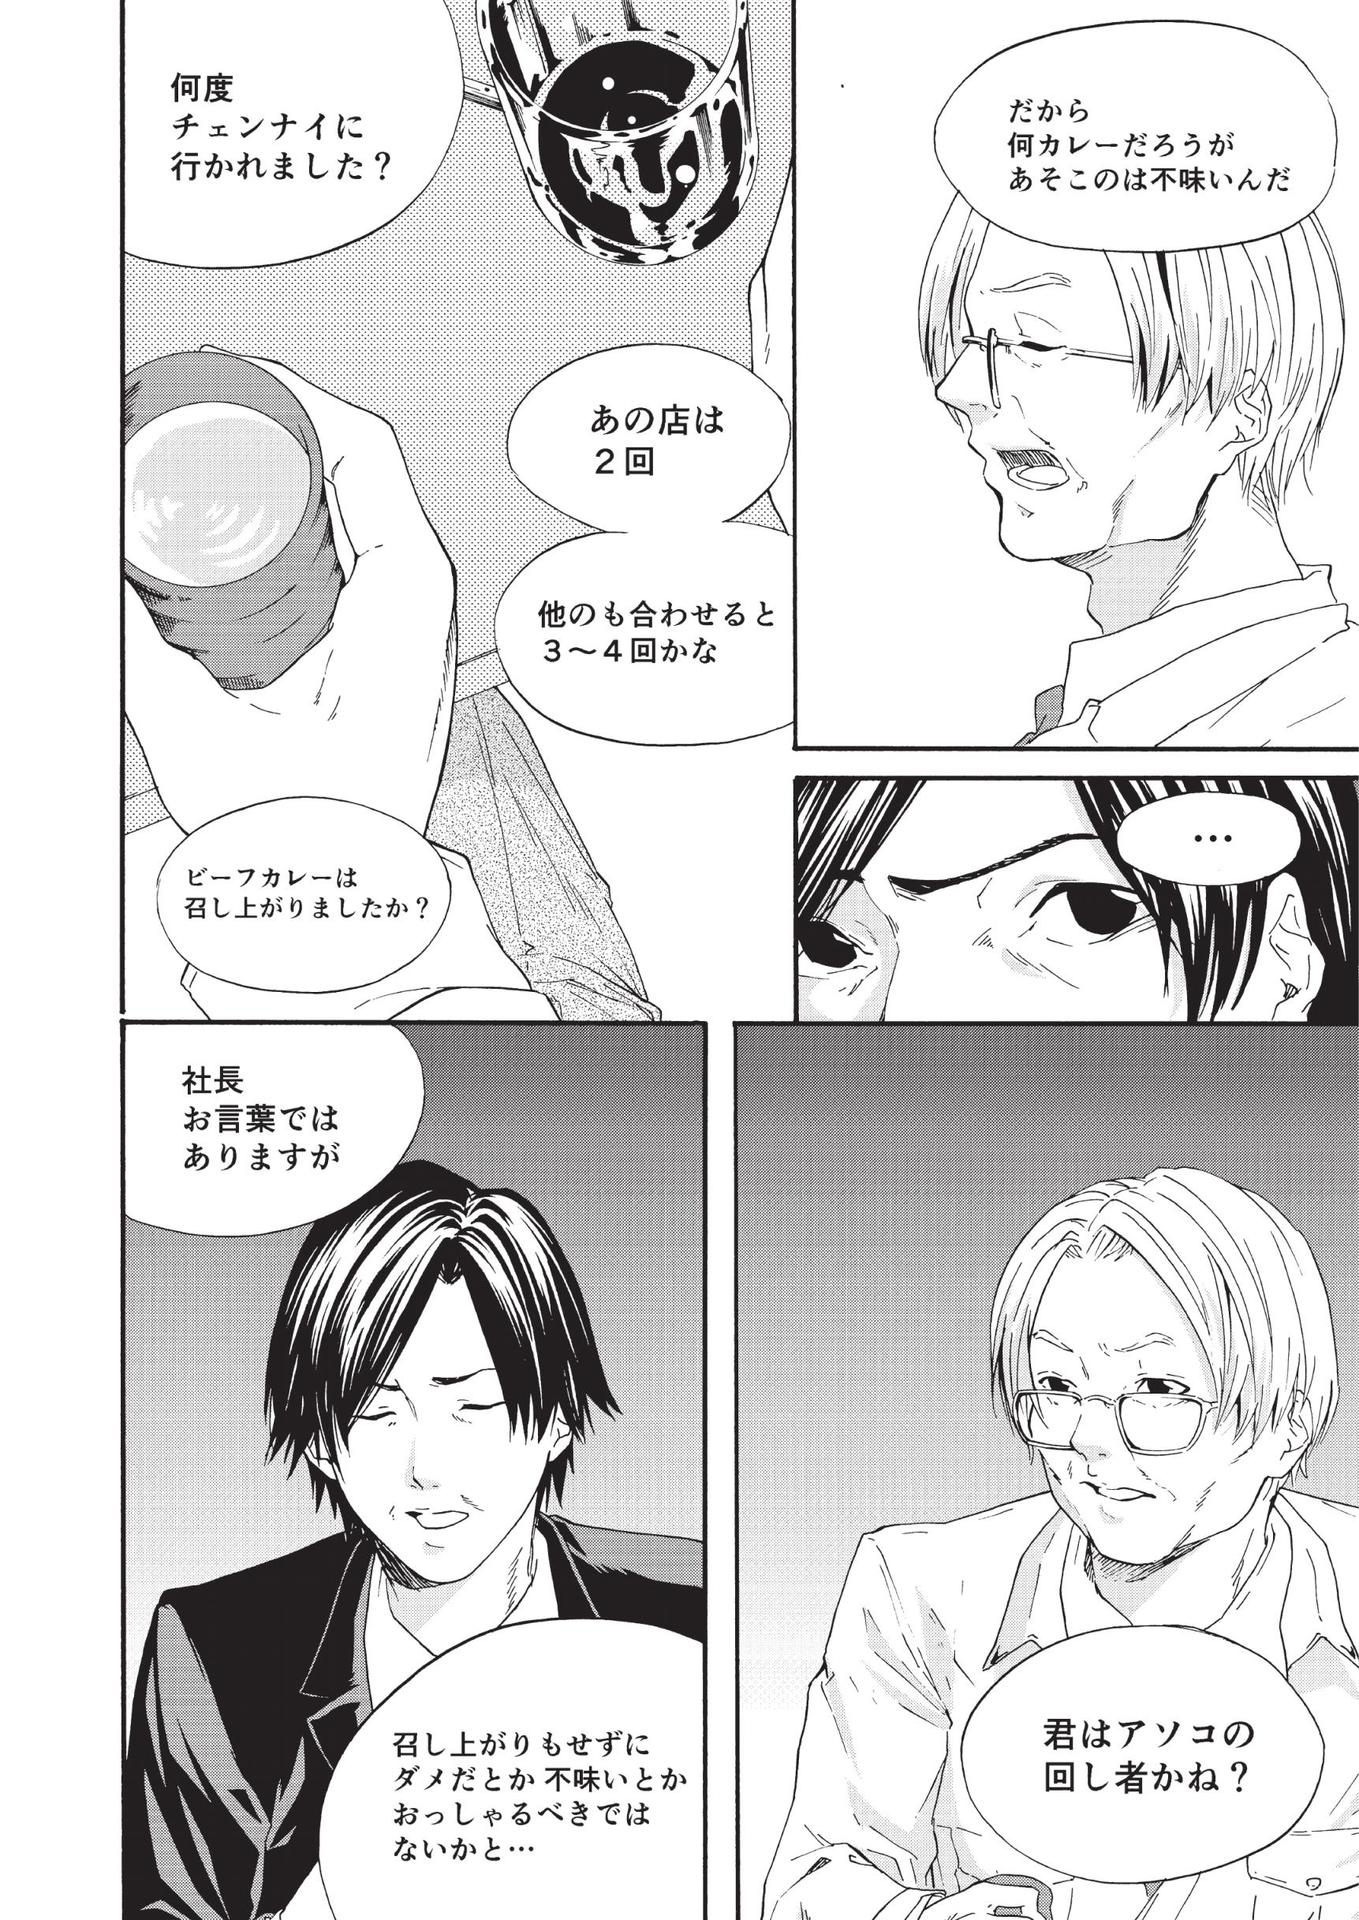 だから
何カレーだろうが
あそこのは不味いんだ
…
何度
チェンナイに
行かれました？
あの店は
２回
他のも合わせると
３～４回かな
ビーフカレーは
召し上がりましたか？
君はアソコの
回し者かね？
社長
お言葉では
ありますが
召し上がりもせずに
ダメだとか 不味いとか
おっしゃるべきでは
ないかと…